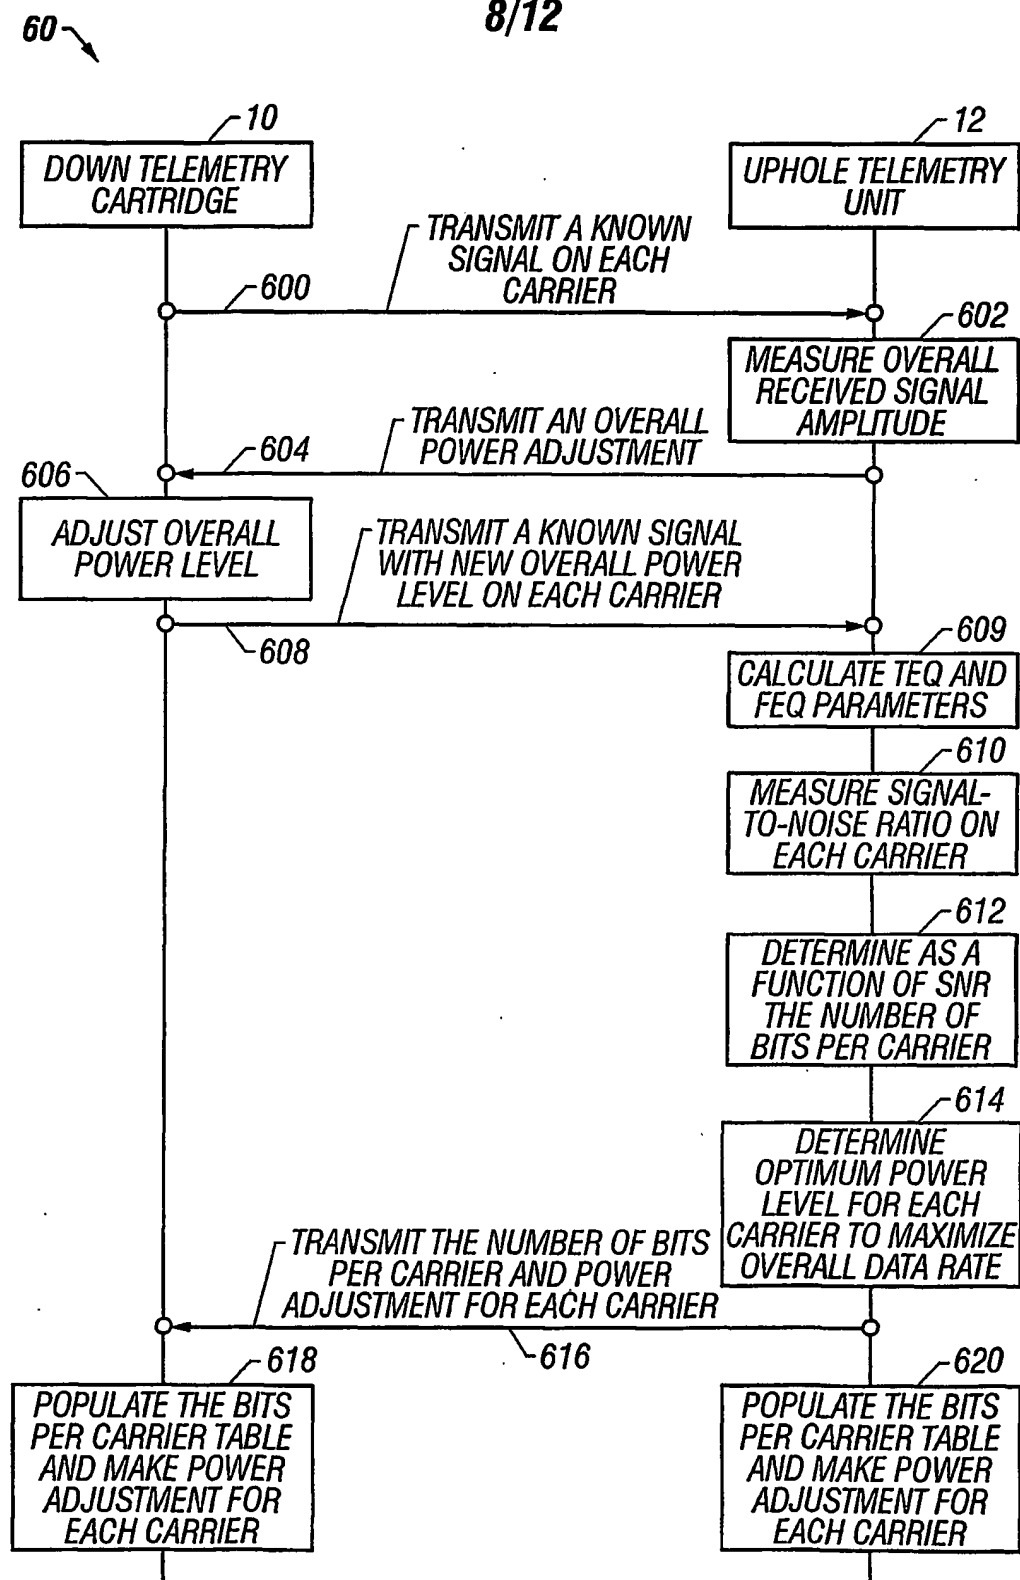 8/12
60
10
12
DOWN TELEMETRY
CARTRIDGE
UPHOLE TELEMETRY
UNIT
TRANSMIT A KNOWN
SIGNAL ON EACH
CARRIER
600
602
MEASURE OVERALL
RECEIVED SIGNAL
AMPLITUDE
TRANSMIT AN OVERALL
POWER ADJUSTMENT
604
606
ADJUST OVERALL
POWER LEVEL
TRANSMIT A KNOWN SIGNAL
WITH NEW OVERALL POWER
LEVEL ON EACH CARRIER
608
609
CALCULATE TEQ AND
FEQ PARAMETERS
610
MEASURE SIGNAL-
TO-NOISE RATIO ON
EACH CARRIER
612
DETERMINE AS A
FUNCTION OF SNR
THE NUMBER OF
BITS PER CARRIER
614
DETERMINE
OPTIMUM POWER
LEVEL FOR EACH
CARRIER TO MAXIMIZE
OVERALL DATA RATE
TRANSMIT THE NUMBER OF BITS
PER CARRIER AND POWER
ADJUSTMENT FOR EACH CARRIER
616
618
POPULATE THE BITS
PER CARRIER TABLE
AND MAKE POWER
ADJUSTMENT FOR
EACH CARRIER
620
POPULATE THE BITS
PER CARRIER TABLE
AND MAKE POWER
ADJUSTMENT FOR
EACH CARRIER